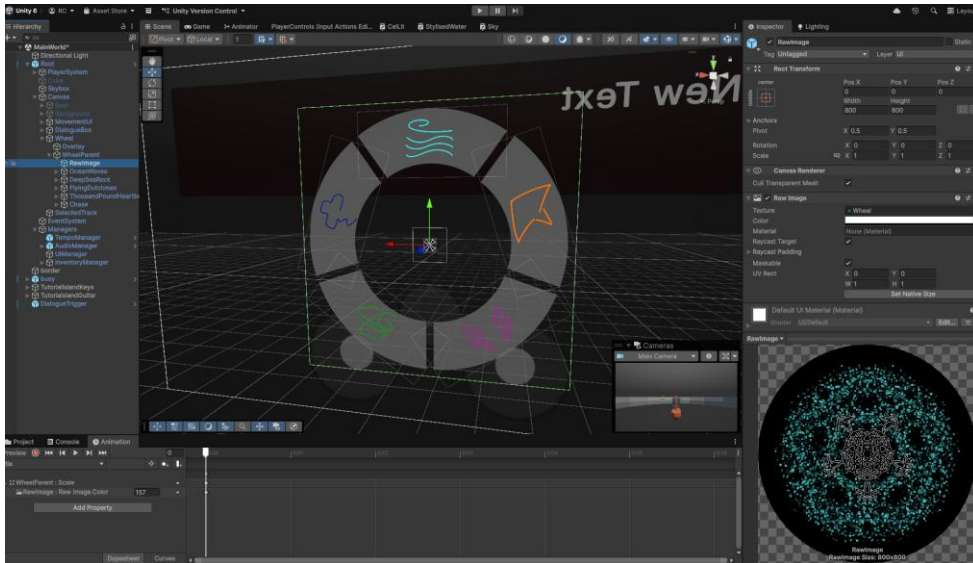 Unity 6 RC Asset Store Unity Version Control Layout
Hierarchy Scene Game Animator PlayerControls (Input Actions Edi... CelLit StylisedWater Sky Inspector Lighting
All Pivot Local 1 RawImage Static
MainWorld* Tag Untagged Layer UI
Directional Light
Root Rect Transform
PlayerSystem center Pos X Pos Y Pos Z
Cube middle 0 0 0
Skybox Width Height
Canvas 800 800
Background Anchors
MovementUI Pivot X 0.5 Y 0.5
DialogueBox
Wheel Rotation X 0 Y 0 Z 0
Overlay Scale X 1 Y 1 Z 1
WheelParent
RawImage Canvas Renderer
OceanWaves Cull Transparent Mesh
DeepSeaRock
FlyingDutchmen Raw Image
ThousandPoundHeartbe Texture Wheel
Chase Color
SelectedTrack Material None (Material)
EventSystem Raycast Target
Managers Raycast Padding
TempoManager Maskable
AudioManager UV Rect X 0 Y 0
UIManager W 1 H 1
InventoryManager Set Native Size
border
busy Default UI Material (Material)
TutorialIslandKeys Shader UI/Default Edit...
TutorialIslandGuitar
DialogueTrigger RawImage
New Text
Persp
Cameras
Main Camera
Project Console Animation
Preview 0
WheelParent : Scale
RawImage : Raw Image.Color 157
Add Property
Dopesheet Curves
RawImage
RawImage Size: 800x800